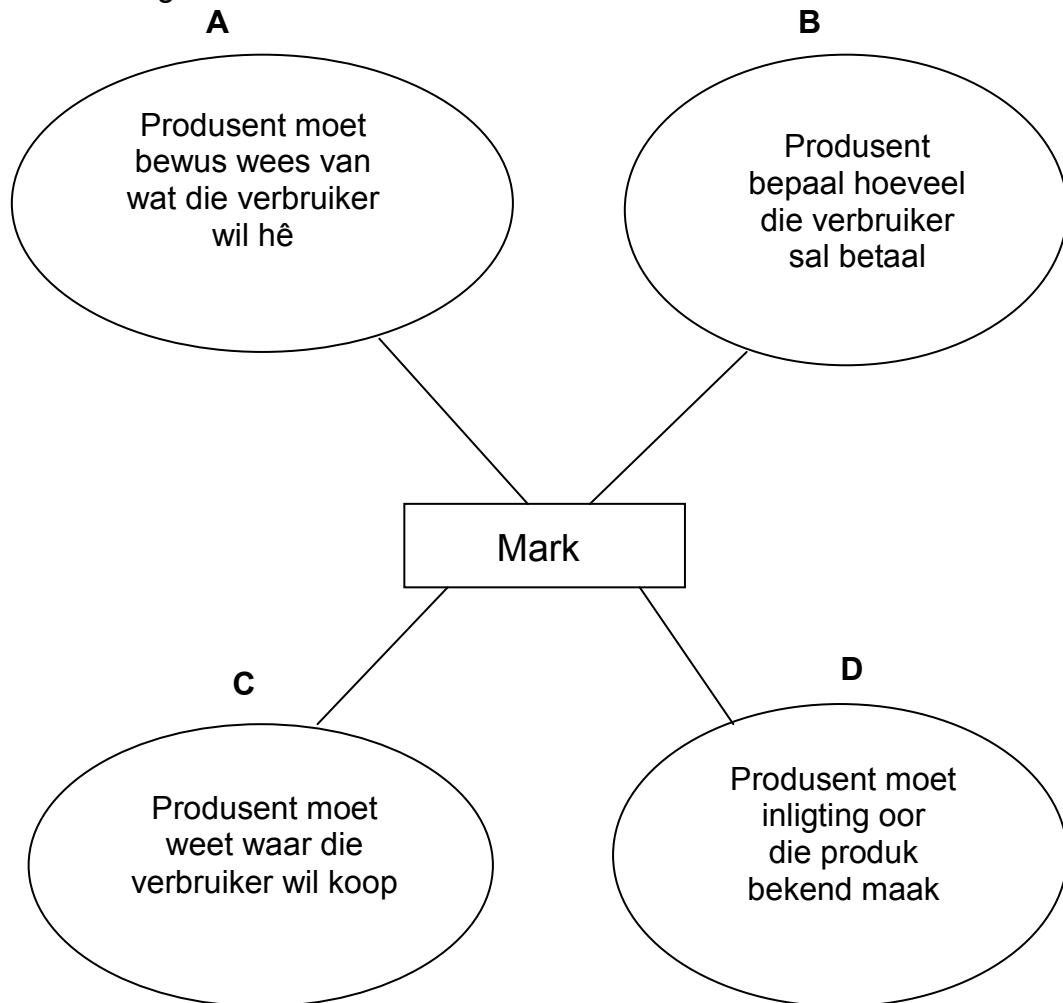 A
B
Produsent moet
bewus wees van
wat die verbruiker
wil hê
Produsent
bepaal hoeveel
die verbruiker
sal betaal
Mark
C
D
Produsent moet
weet waar die
verbruiker wil koop
Produsent moet
inligting oor
die produk
bekend maak